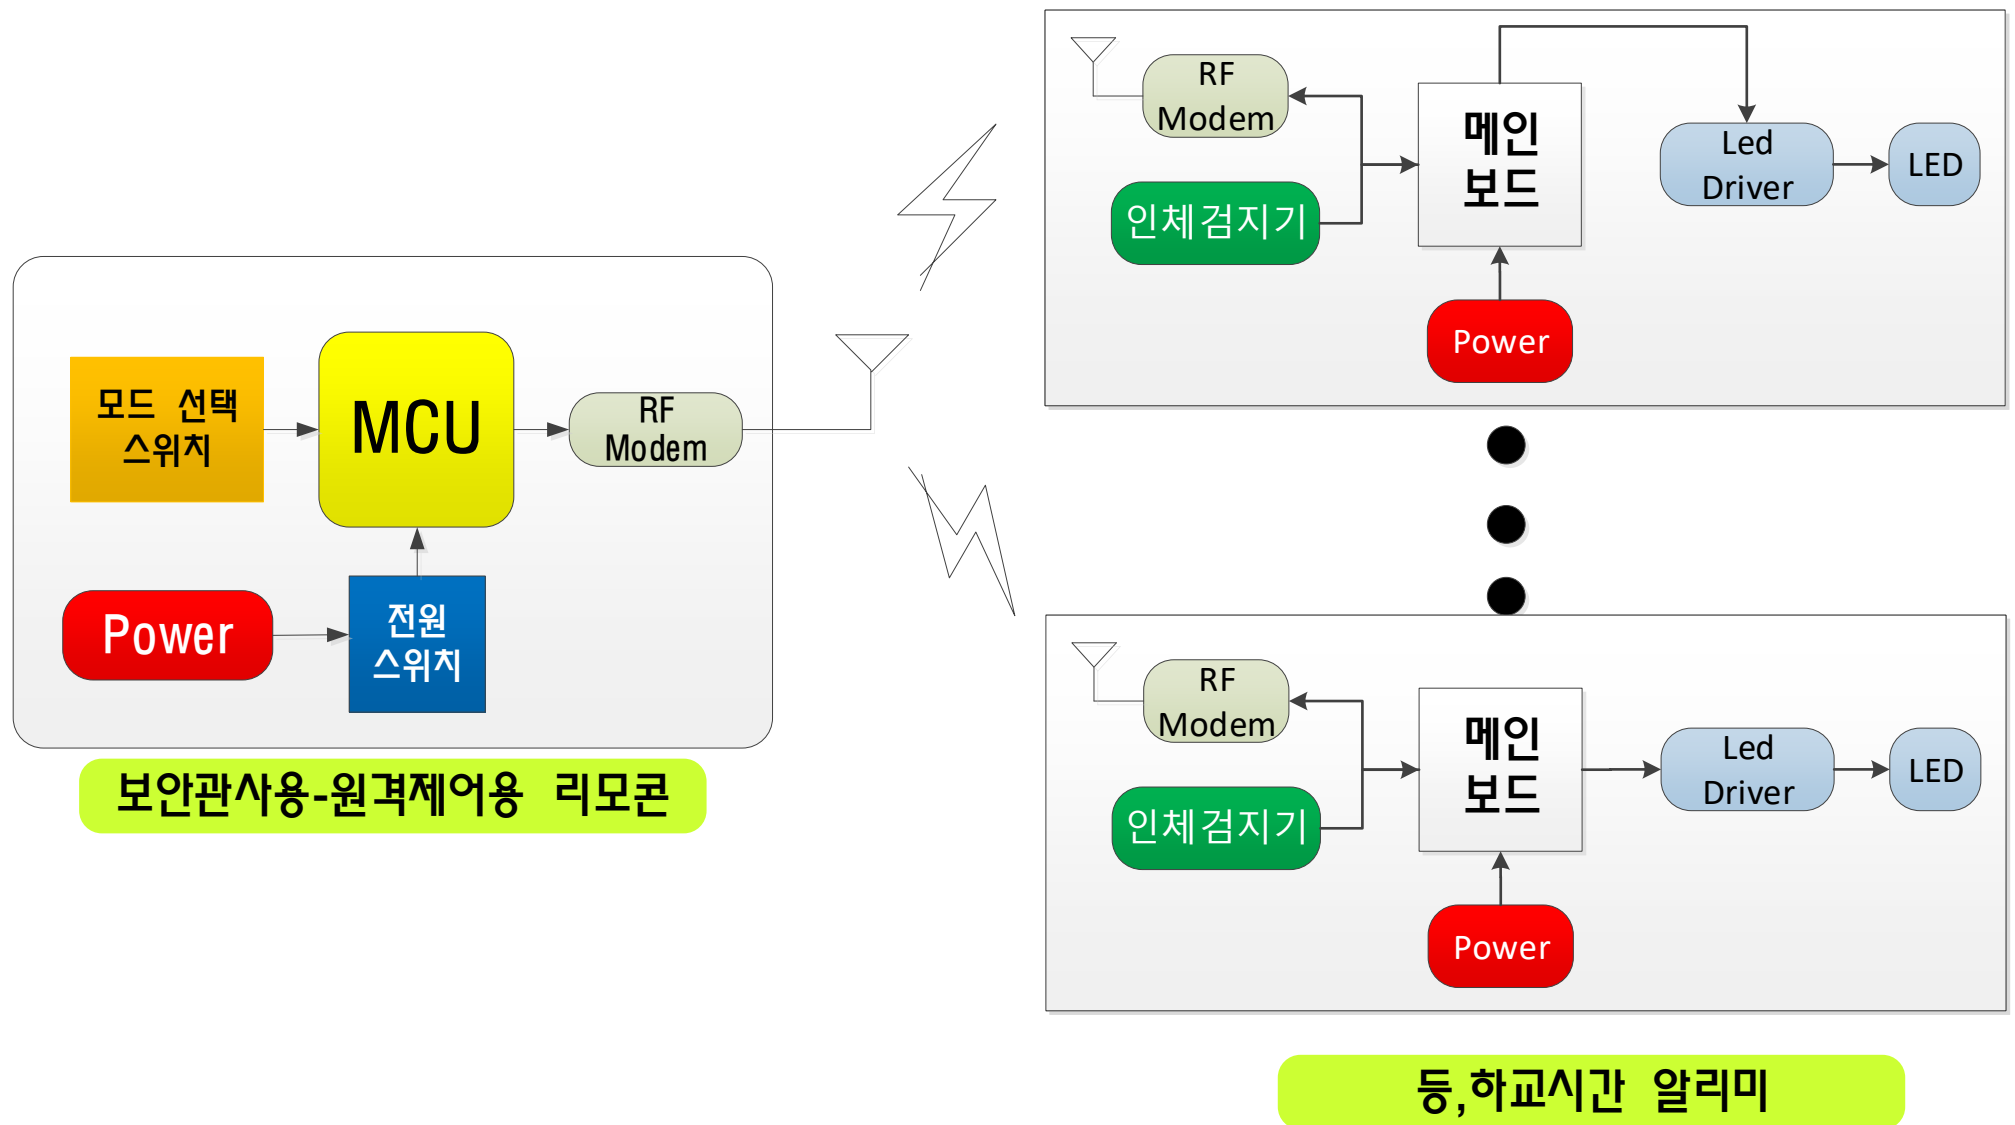 모드 선택
스위치
MCU
RF
Modem
Power
전원
스위치
보안관사용-원격제어용 리모콘
RF
Modem
인체검지기
메인
보드
Led
Driver
LED
Power
RF
Modem
인체검지기
메인
보드
Led
Driver
LED
Power
등,하교시간 알리미